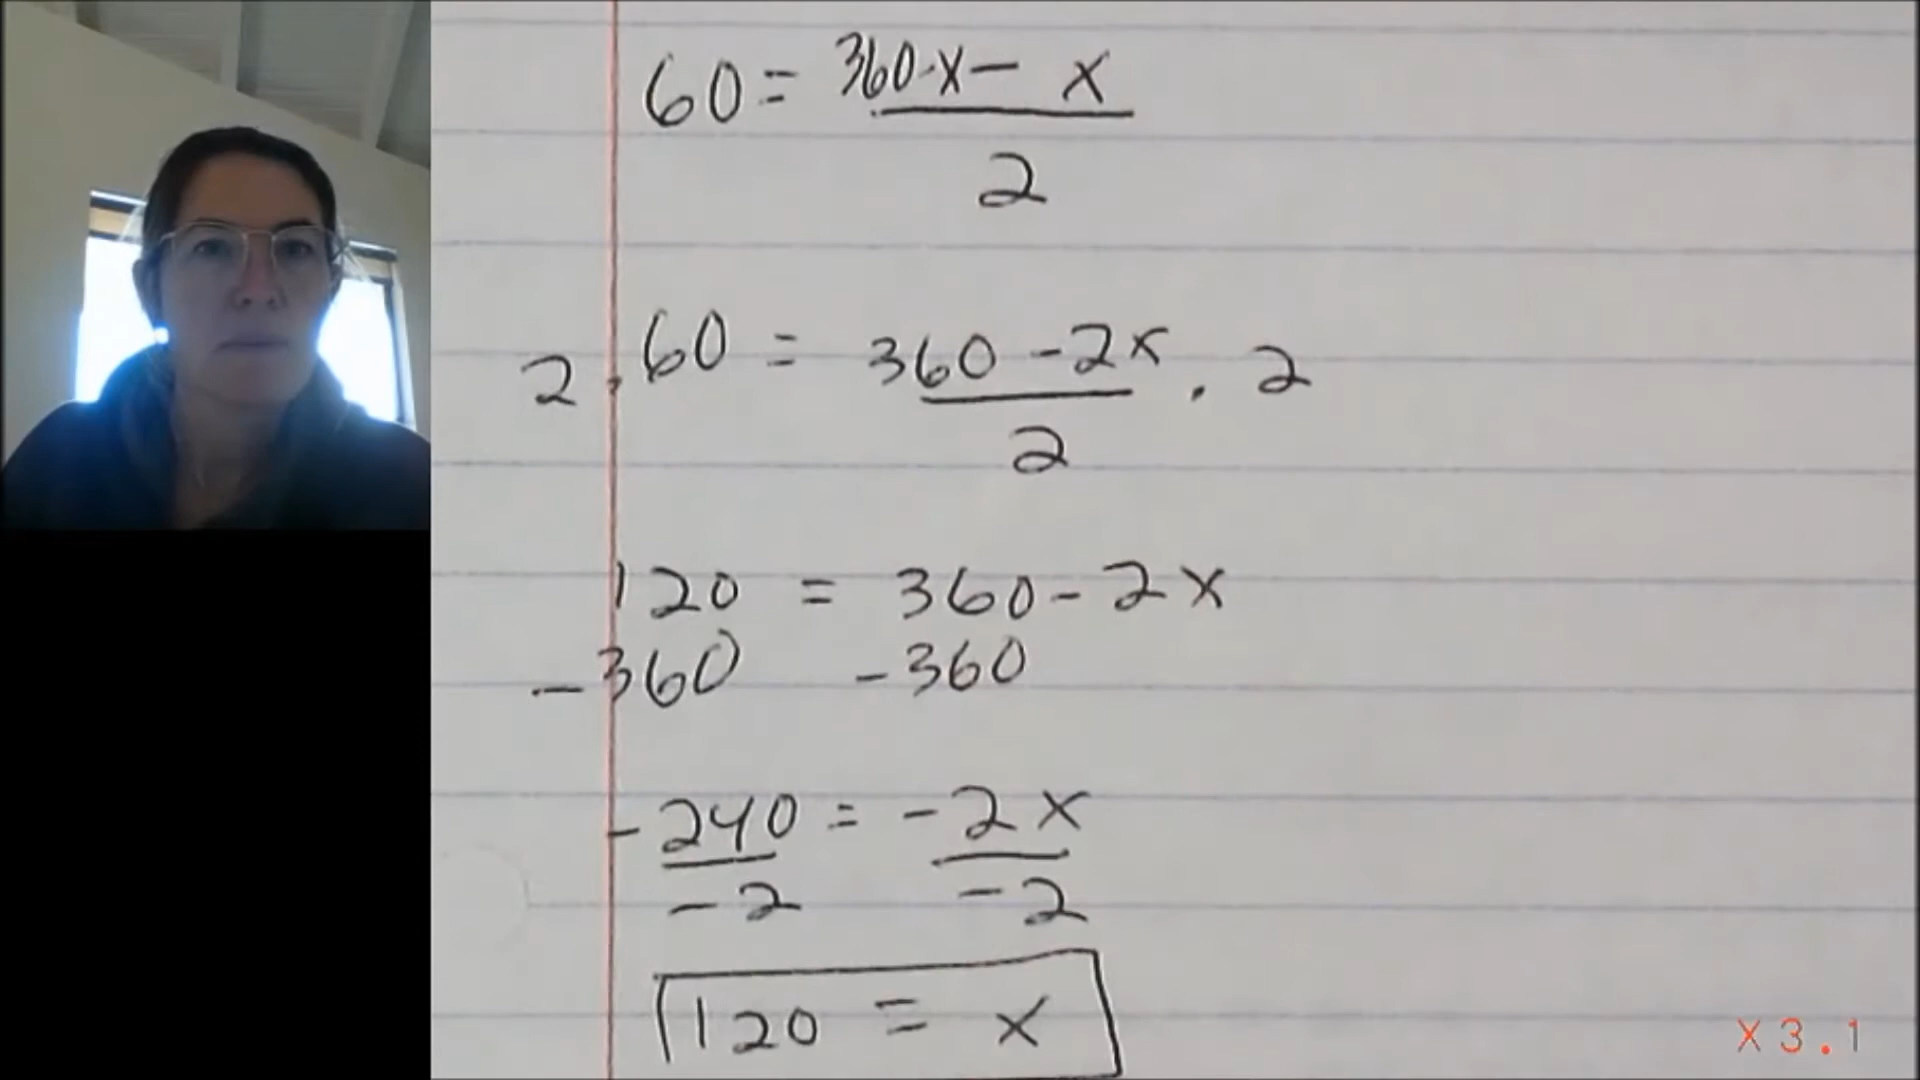 60 = 360-x - x
2
2 . 60 = 360 - 2x . 2
2
120 = 360 - 2x
- 360 - 360
- 240 = - 2x
- 2 - 2
120 = x
X3.1